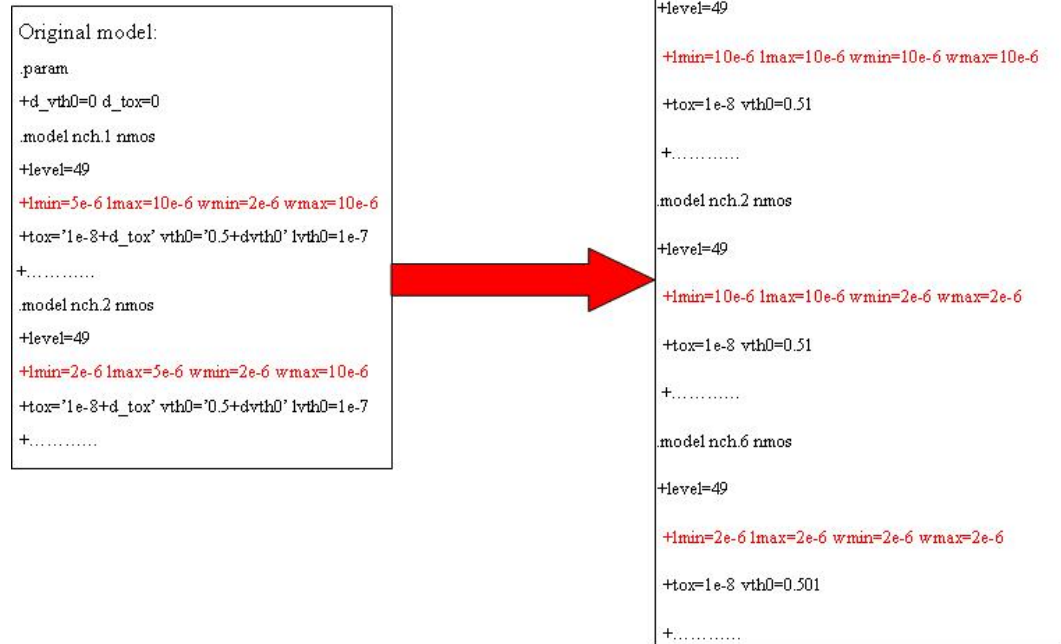 Original model:
.param
+d_vth0=0 d_tox=0
.model nch.1 nmos
+level=49
+lmin=5e-6 lmax=10e-6 wmin=2e-6 wmax=10e-6
+tox='1e-8+d_tox' vth0='0.5+dvth0' lvth0=1e-7
+............
.model nch.2 nmos
+level=49
+lmin=2e-6 lmax=5e-6 wmin=2e-6 wmax=10e-6
+tox='1e-8+d_tox' vth0='0.5+dvth0' lvth0=1e-7
+............
+level=49
+lmin=10e-6 lmax=10e-6 wmin=10e-6 wmax=10e-6
+tox=1e-8 vth0=0.51
+............
.model nch.2 nmos
+level=49
+lmin=10e-6 lmax=10e-6 wmin=2e-6 wmax=2e-6
+tox=1e-8 vth0=0.51
+............
.model nch.6 nmos
+level=49
+lmin=2e-6 lmax=2e-6 wmin=2e-6 wmax=2e-6
+tox=1e-8 vth0=0.501
+............